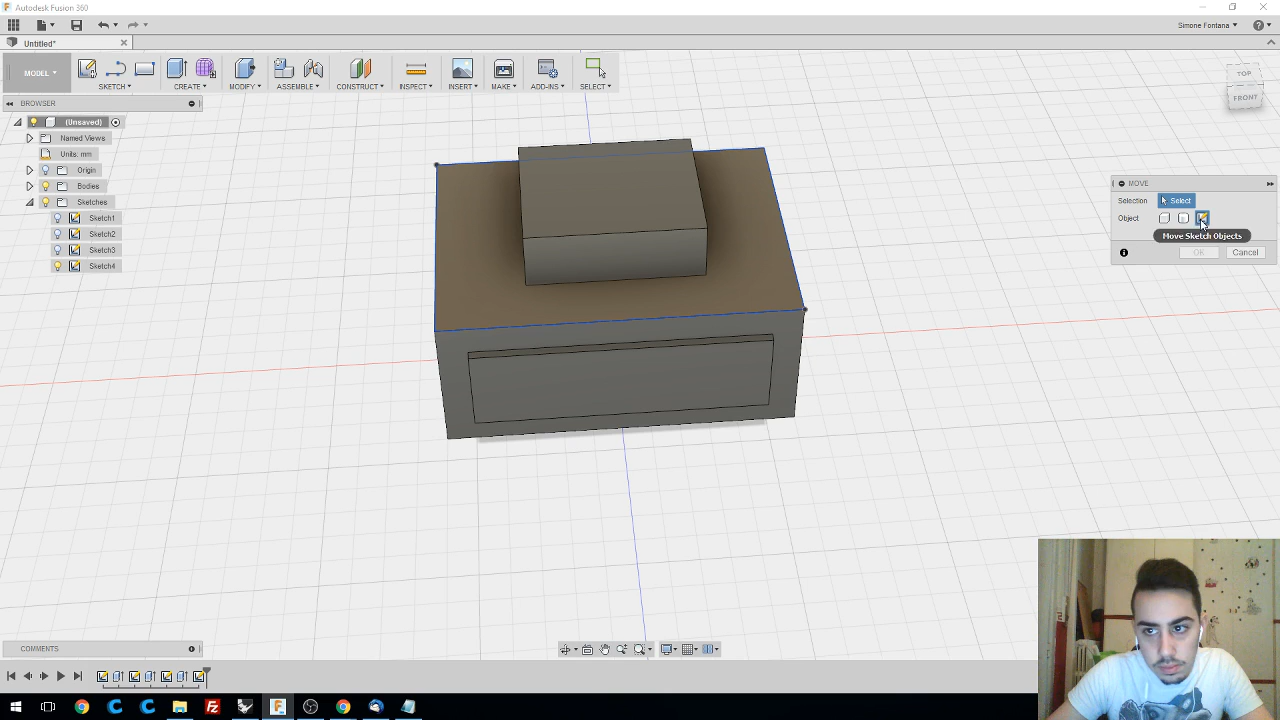 Autodesk Fusion 360
Simone Fontana
Untitled*
MODEL
SKETCH
CREATE
MODIFY
ASSEMBLE
CONSTRUCT
INSPECT
INSERT
MAKE
ADD-INS
SELECT
BROWSER
(Unsaved)
Named Views
Units: mm
Origin
Bodies
Sketches
Sketch1
Sketch2
Sketch3
Sketch4
TOP
FRONT
MOVE
Selection Select
Object
Move Sketch Objects
OK Cancel
COMMENTS